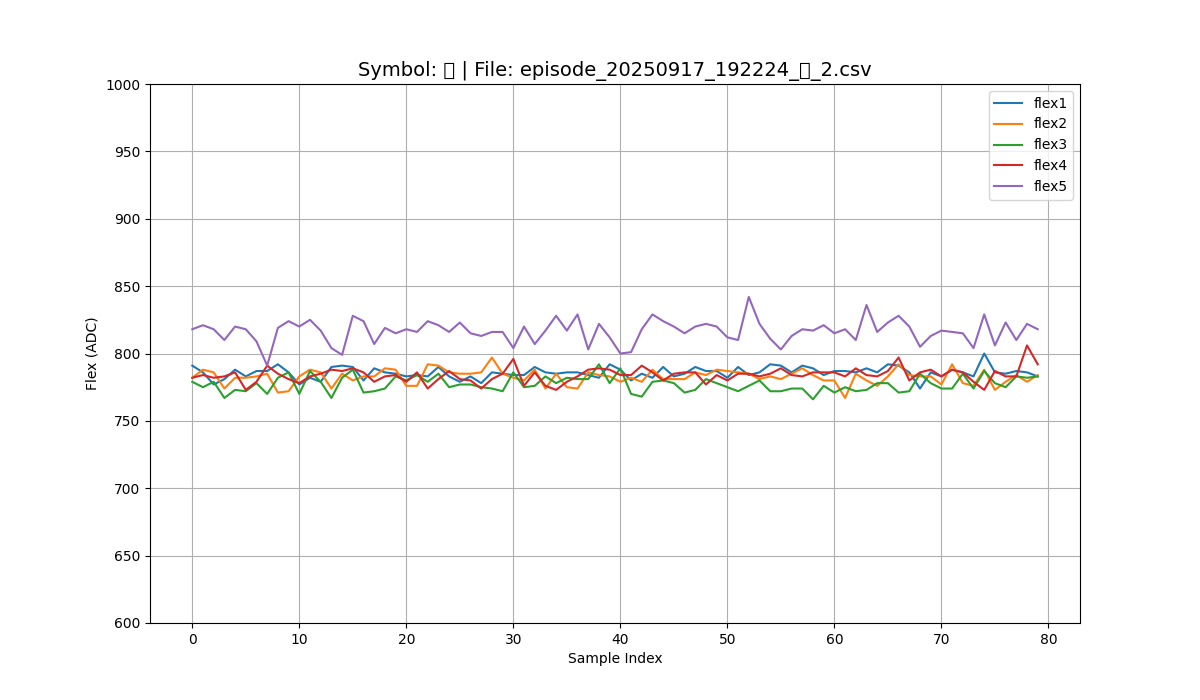 Symbol: | File: episode_20250917_192224_ _2.csv
1000
950
900
850
800
750
700
650
600
Flex (ADC)
0 10 20 30 40 50 60 70 80
Sample Index
flex1
flex2
flex3
flex4
flex5